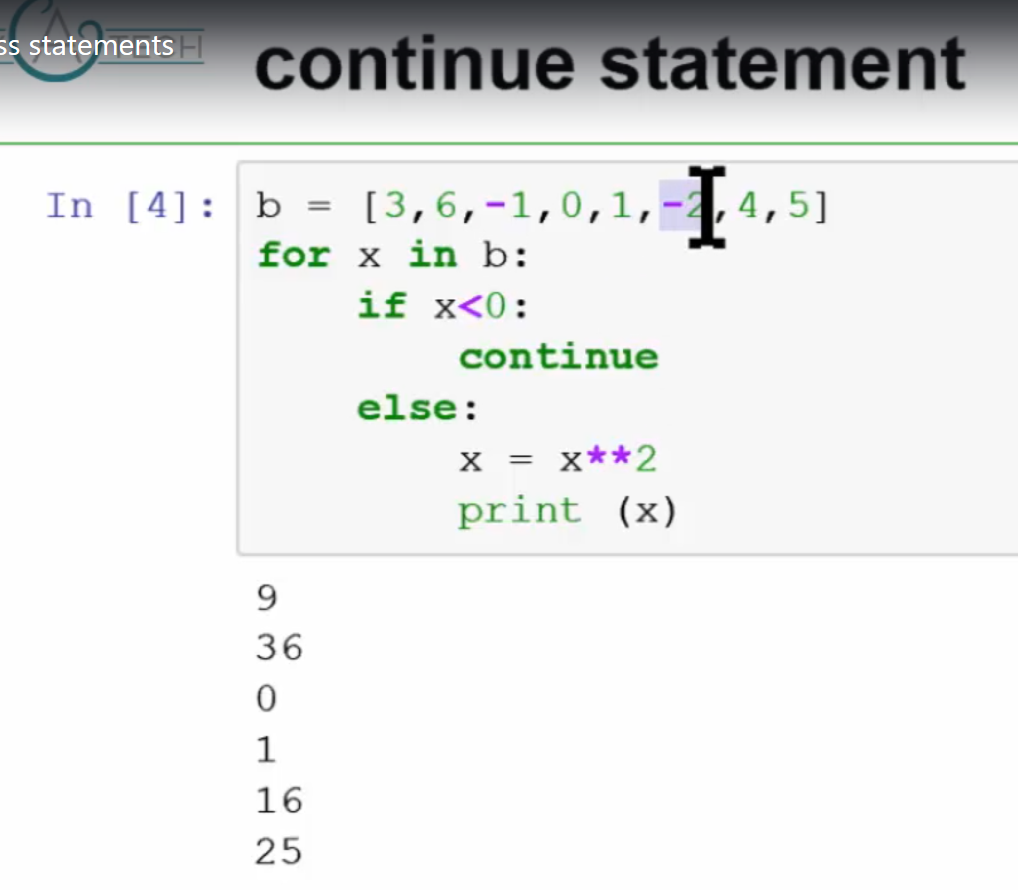 ss statements
TECH
continue statement
In [4]: b = [3,6,-1,0,1,-2,4,5]
for x in b:
    if x<0:
        continue
    else:
        x = x**2
        print (x)
9
36
0
1
16
25